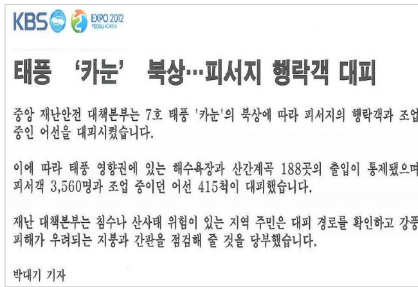 KBS EXPO 2012
YEOSU KOREA
태풍 ‘카눈’ 북상…피서지 행락객 대피
중앙 재난안전 대책본부는 7호 태풍 '카눈'의 북상에 따라 피서지의 행락객과 조업
중인 어선을 대피시켰습니다.
이에 따라 태풍 영향권에 있는 해수욕장과 산간계곡 188곳의 출입이 통제됐으며
피서객 3,560명과 조업 중이던 어선 415척이 대피했습니다.
재난 대책본부는 침수나 산사태 위험이 있는 지역 주민은 대피 경로를 확인하고 강풍
피해가 우려되는 지붕과 간판을 점검해 줄 것을 당부했습니다.
박대기 기자